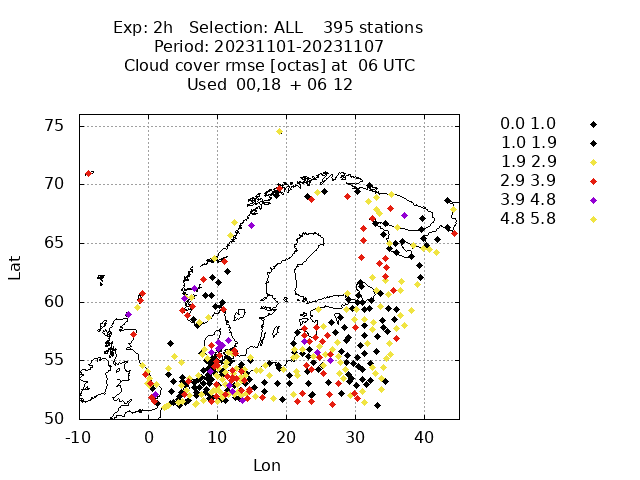 Exp: 2h   Selection: ALL    395 stations
Period: 20231101-20231107
Cloud cover rmse [octas] at  06 UTC
Used  00,18  + 06 12
75
70
65
60
55
50
Lat
-10 0 10 20 30 40
Lon
0.0 1.0
1.0 1.9
1.9 2.9
2.9 3.9
3.9 4.8
4.8 5.8